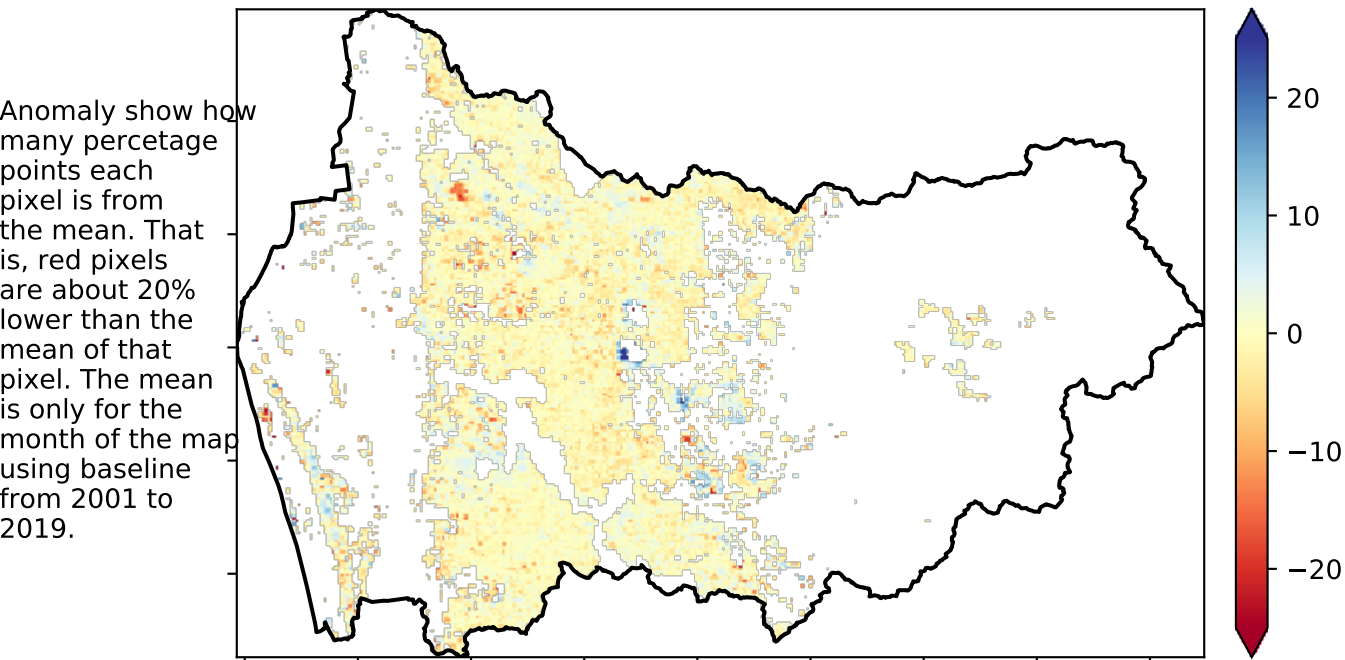 Anomaly show how
many percetage
points each
pixel is from
the mean. That
is, red pixels
are about 20%
lower than the
mean of that
pixel. The mean
is only for the
month of the map
using baseline
from 2001 to
2019.
20
10
0
−10
−20